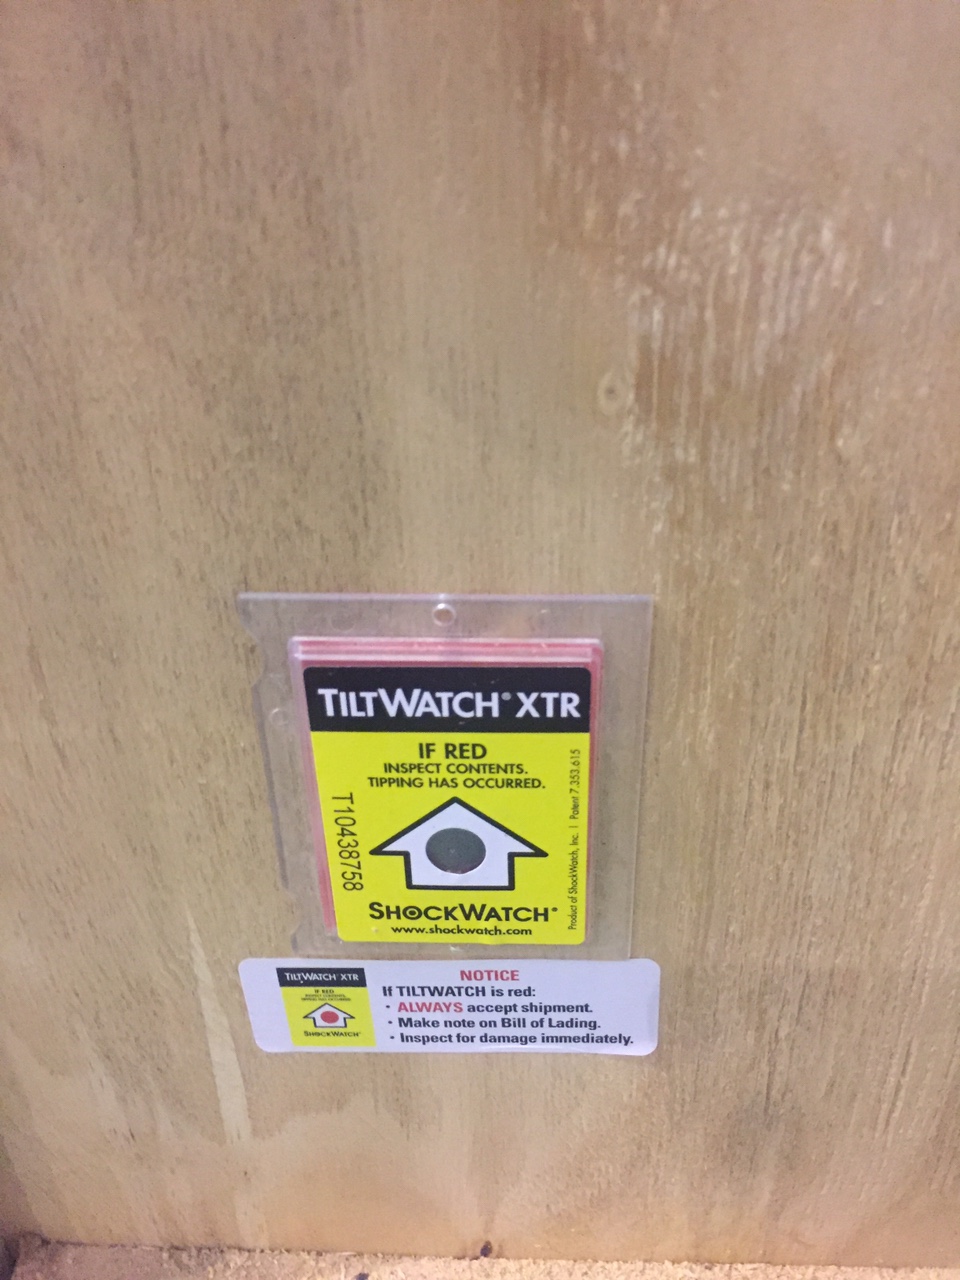 TILTWATCH® XTR
IF RED
INSPECT CONTENTS.
TIPPING HAS OCCURRED.
T10438758
Product of ShockWatch, Inc. | Patent 7,353,615
SHOCKWATCH®
www.shockwatch.com
TILTWATCH XTR
IF RED
SHOCKWATCH
NOTICE
If TILTWATCH is red:
• ALWAYS accept shipment.
• Make note on Bill of Lading.
• Inspect for damage immediately.